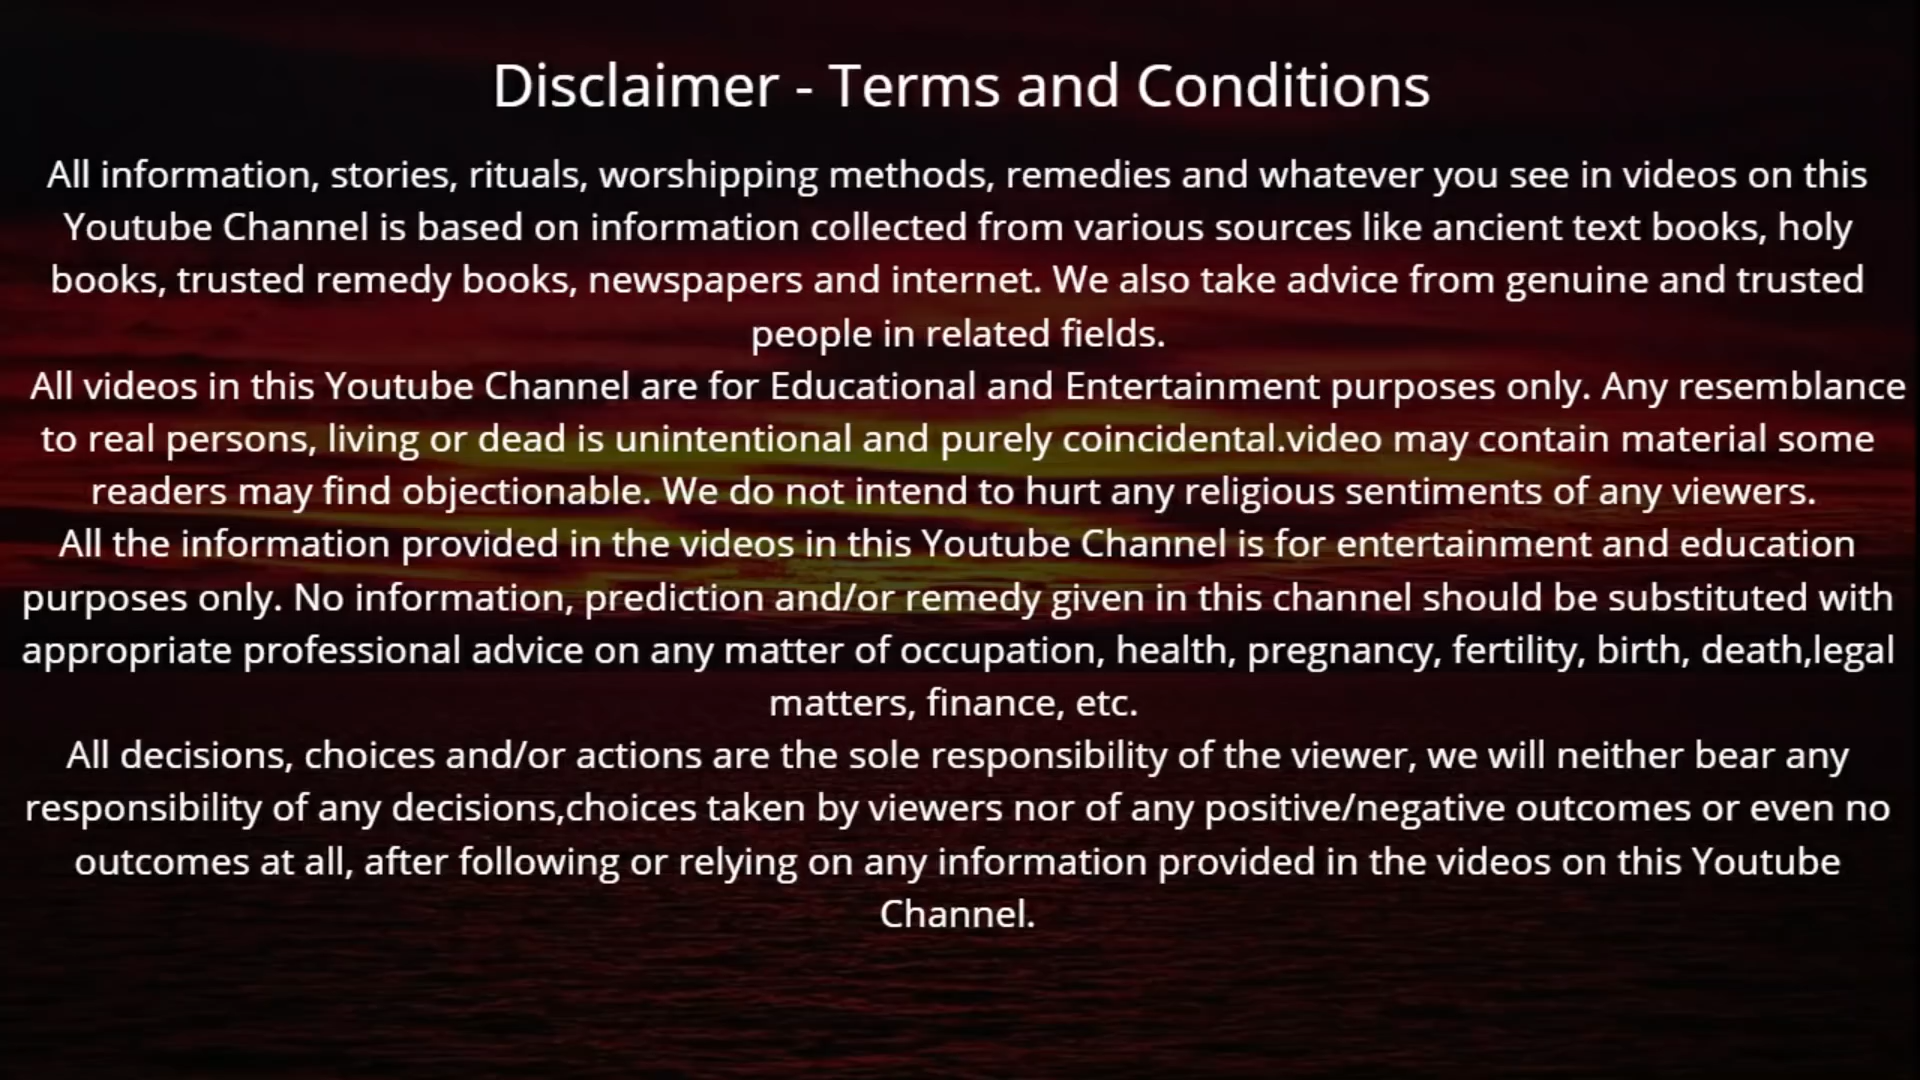 Disclaimer - Terms and Conditions
All information, stories, rituals, worshipping methods, remedies and whatever you see in videos on this
Youtube Channel is based on information collected from various sources like ancient text books, holy
books, trusted remedy books, newspapers and internet. We also take advice from genuine and trusted
people in related fields.
All videos in this Youtube Channel are for Educational and Entertainment purposes only. Any resemblance
to real persons, living or dead is unintentional and purely coincidental.video may contain material some
readers may find objectionable. We do not intend to hurt any religious sentiments of any viewers.
All the information provided in the videos in this Youtube Channel is for entertainment and education
purposes only. No information, prediction and/or remedy given in this channel should be substituted with
appropriate professional advice on any matter of occupation, health, pregnancy, fertility, birth, death,legal
matters, finance, etc.
All decisions, choices and/or actions are the sole responsibility of the viewer, we will neither bear any
responsibility of any decisions,choices taken by viewers nor of any positive/negative outcomes or even no
outcomes at all, after following or relying on any information provided in the videos on this Youtube
Channel.